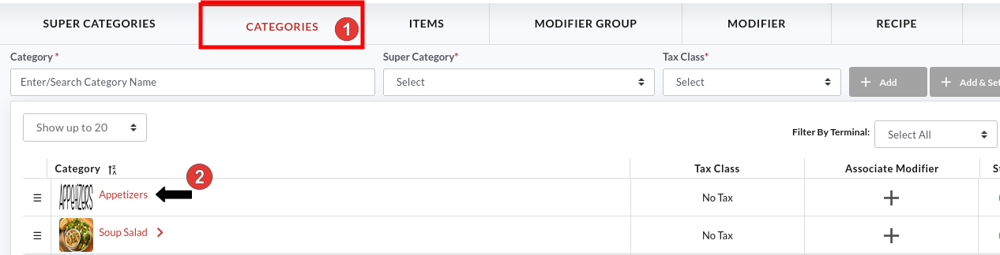 SUPER CATEGORIES CATEGORIES 1 ITEMS MODIFIER GROUP MODIFIER RECIPE
Category * Super Category* Tax Class*
Enter/Search Category Name Select Select + Add + Add & Set
Show up to 20 Filter By Terminal: Select All
Category Tax Class Associate Modifier
2
APPETIZERS Appetizers No Tax
Soup Salad No Tax